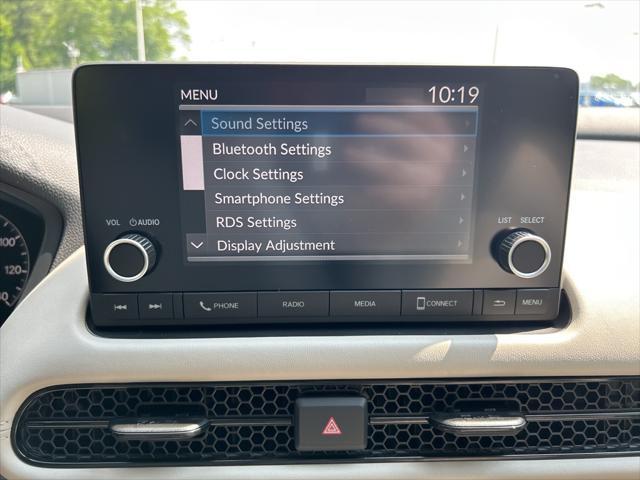 MENU 10:19
Sound Settings
Bluetooth Settings
Clock Settings
Smartphone Settings
RDS Settings
Display Adjustment
VOL AUDIO
LIST SELECT
PHONE RADIO MEDIA CONNECT MENU
100
120